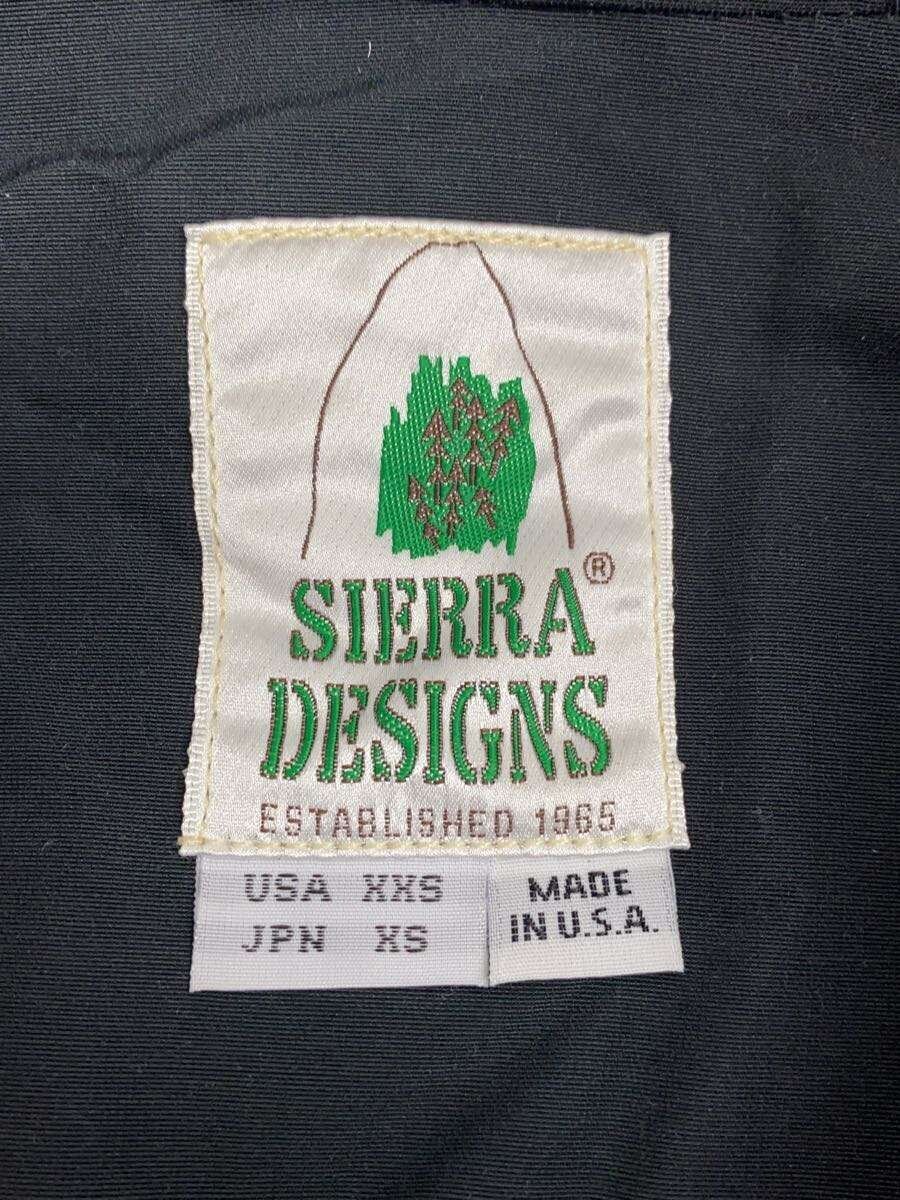 SIERRA®
DESIGNS
ESTABLISHED 1965
USA XXS
JPN XS
MADE
IN U.S.A.